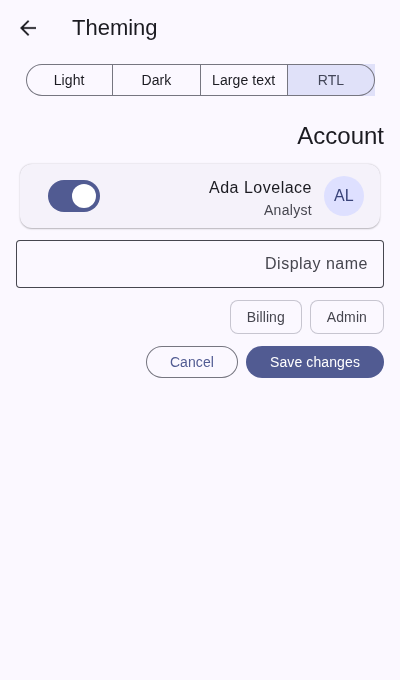 Theming
Light Dark Large text RTL
Account
Ada Lovelace
Analyst
AL
Display name
Billing Admin
Cancel Save changes